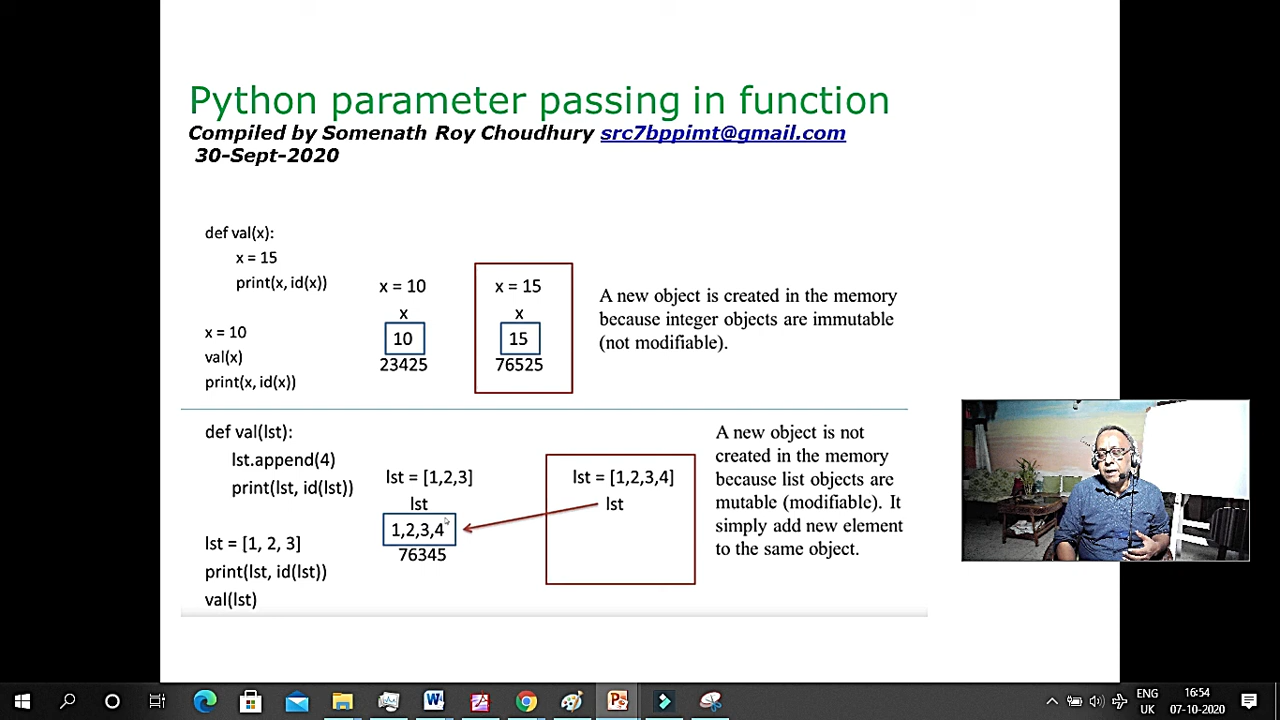 Python parameter passing in function
Compiled by Somenath Roy Choudhury src7bppimt@gmail.com
30-Sept-2020
def val(x):
x = 15
print(x, id(x))
x = 10
val(x)
print(x, id(x))
x = 10
x
10
23425
x = 15
x
15
76525
A new object is created in the memory
because integer objects are immutable
(not modifiable).
def val(lst):
lst.append(4)
print(lst, id(lst))
lst = [1, 2, 3]
print(lst, id(lst))
val(lst)
lst = [1,2,3]
lst
1,2,3,4
76345
lst = [1,2,3,4]
lst
A new object is not
created in the memory
because list objects are
mutable (modifiable). It
simply add new element
to the same object.
ENG
UK
16:54
07-10-2020